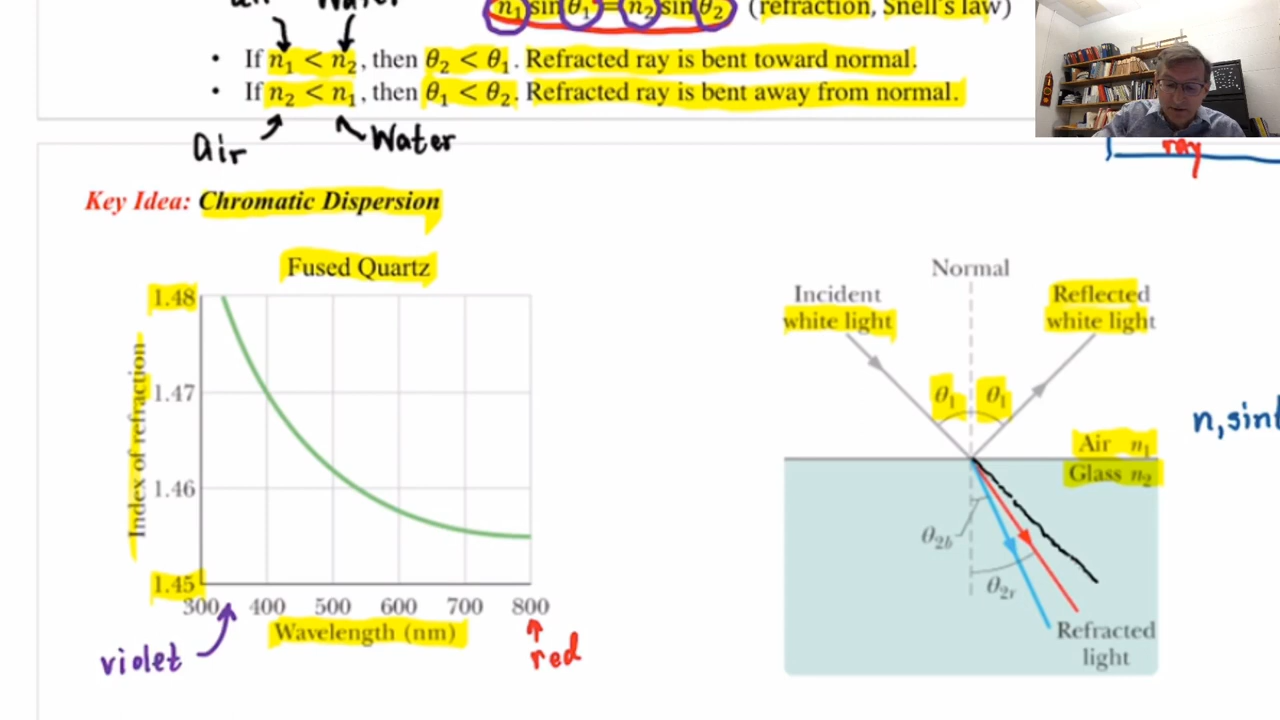 air Water
n₁ sin θ₁ = n₂ sin θ₂ (refraction, Snell's law)
• If n₁ < n₂, then θ₂ < θ₁. Refracted ray is bent toward normal.
• If n₂ < n₁, then θ₁ < θ₂. Refracted ray is bent away from normal.
air Water
ray
Key Idea: Chromatic Dispersion
Fused Quartz
1.48
1.47
1.46
1.45
Index of refraction
300 400 500 600 700 800
Wavelength (nm)
violet
red
Normal
Incident
white light
Reflected
white light
θ₁ θ₁
Air n₁
Glass n₂
θ₂b
θ₂r
Refracted
light
n₁ sin